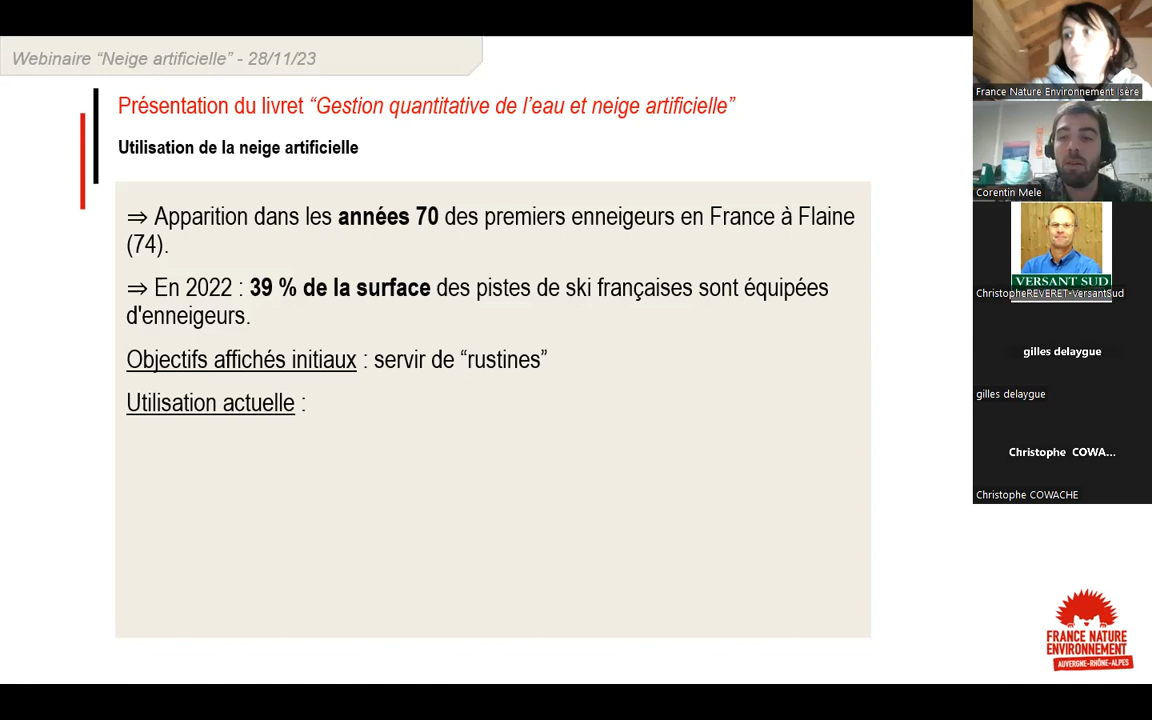 Webinaire “Neige artificielle” - 28/11/23
Présentation du livret “Gestion quantitative de l’eau et neige artificielle”
Utilisation de la neige artificielle
⇒ Apparition dans les années 70 des premiers enneigeurs en France à Flaine
(74).
⇒ En 2022 : 39 % de la surface des pistes de ski françaises sont équipées
d'enneigeurs.
Objectifs affichés initiaux : servir de “rustines”
Utilisation actuelle :
France Nature Environnement Isère
Corentin Mele
VERSANT SUD
ChristopheREVERET-VersantSud
gilles delaygue
gilles delaygue
Christophe COWA...
Christophe COWACHE
FRANCE NATURE
ENVIRONNEMENT
AUVERGNE-RHÔNE-ALPES